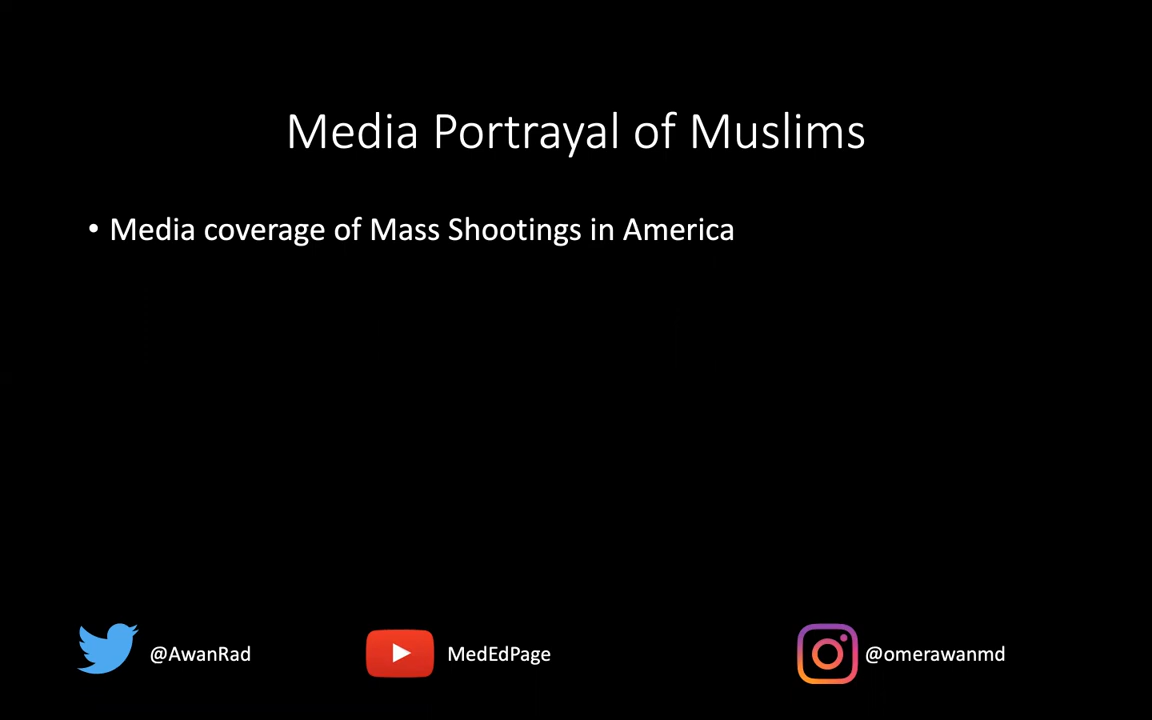 Media Portrayal of Muslims
• Media coverage of Mass Shootings in America
@AwanRad
MedEdPage
@omerawanmd